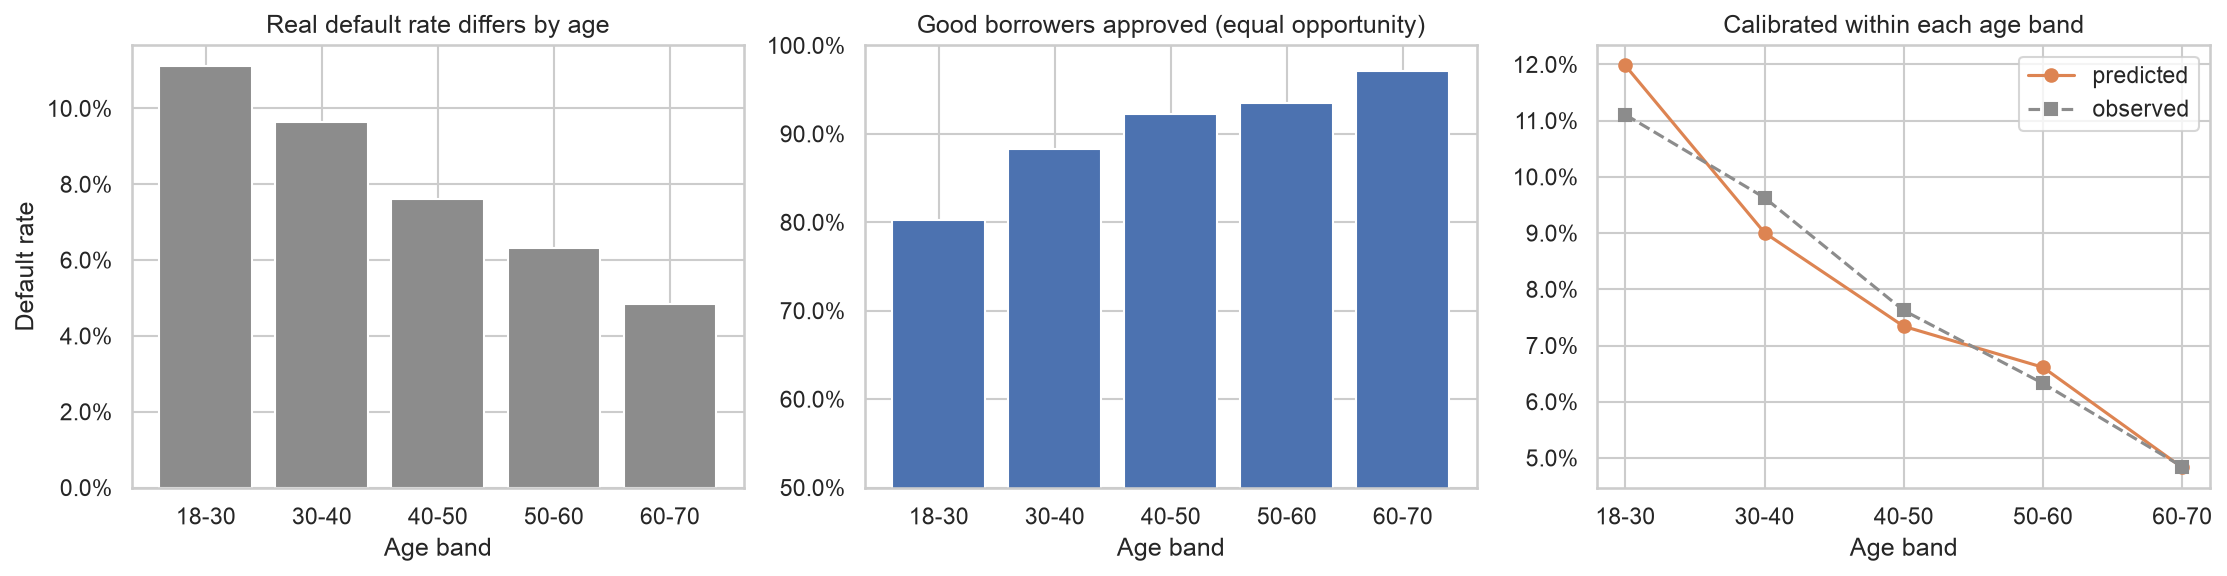 Real default rate differs by age
Default rate
10.0%
8.0%
6.0%
4.0%
2.0%
0.0%
18-30 30-40 40-50 50-60 60-70
Age band
Good borrowers approved (equal opportunity)
100.0%
90.0%
80.0%
70.0%
60.0%
50.0%
18-30 30-40 40-50 50-60 60-70
Age band
Calibrated within each age band
12.0%
11.0%
10.0%
9.0%
8.0%
7.0%
6.0%
5.0%
predicted
observed
18-30 30-40 40-50 50-60 60-70
Age band